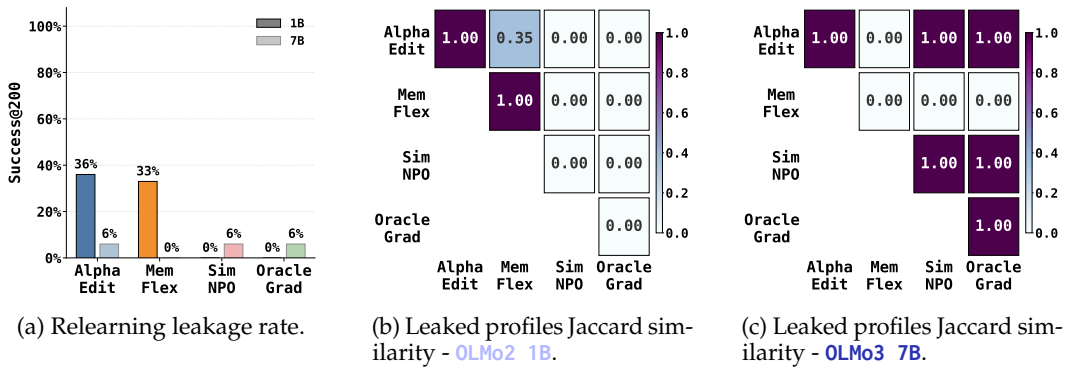 Success@200
100%
80%
60%
40%
20%
0%
1B
7B
36%
6%
33%
0%
0%
6%
0%
6%
Alpha Edit
Mem Flex
Sim NPO
Oracle Grad
(a) Relearning leakage rate.
Alpha Edit
1.00 0.35 0.00 0.00
Mem Flex
1.00 0.00 0.00
Sim NPO
0.00 0.00
Oracle Grad
0.00
Alpha Edit
Mem Flex
Sim NPO
Oracle Grad
1.0
0.8
0.6
0.4
0.2
0.0
(b) Leaked profiles Jaccard sim-
ilarity - OLMo2 1B.
Alpha Edit
1.00 0.00 1.00 1.00
Mem Flex
0.00 0.00 0.00
Sim NPO
1.00 1.00
Oracle Grad
1.00
Alpha Edit
Mem Flex
Sim NPO
Oracle Grad
1.0
0.8
0.6
0.4
0.2
0.0
(c) Leaked profiles Jaccard sim-
ilarity - OLMo3 7B.